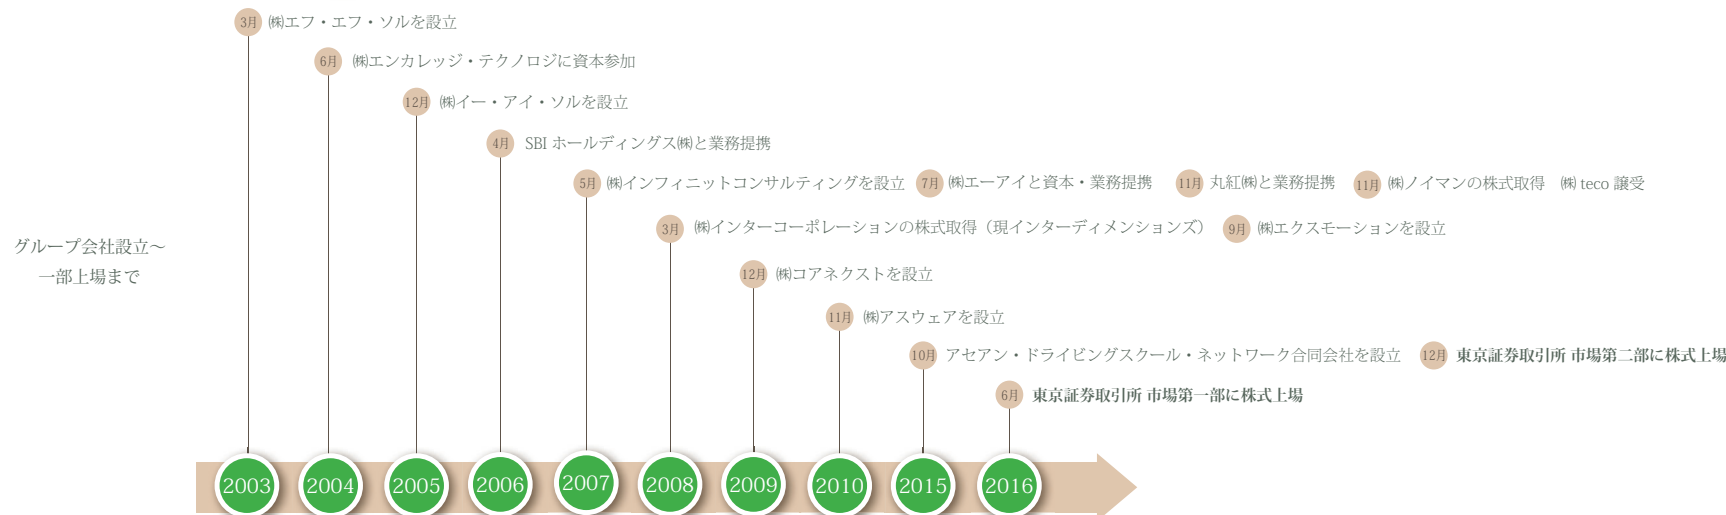 3月 ㈱エフ・エフ・ソルを設立
6月 ㈱エンカレッジ・テクノロジに資本参加
12月 ㈱イー・アイ・ソルを設立
4月 SBI ホールディングス㈱と業務提携
5月 ㈱インフィニットコンサルティングを設立 7月 ㈱エーアイと資本・業務提携 11月 丸紅㈱と業務提携 11月 ㈱ノイマンの株式取得 ㈱ teco 譲受
3月 ㈱インターコーポレーションの株式取得（現インターディメンションズ） 9月 ㈱エクスモーションを設立
グループ会社設立～
一部上場まで
12月 ㈱コアネクストを設立
11月 ㈱アスウェアを設立
10月 アセアン・ドライビングスクール・ネットワーク合同会社を設立 12月 東京証券取引所 市場第二部に株式上場
6月 東京証券取引所 市場第一部に株式上場
2003 2004 2005 2006 2007 2008 2009 2010 2015 2016